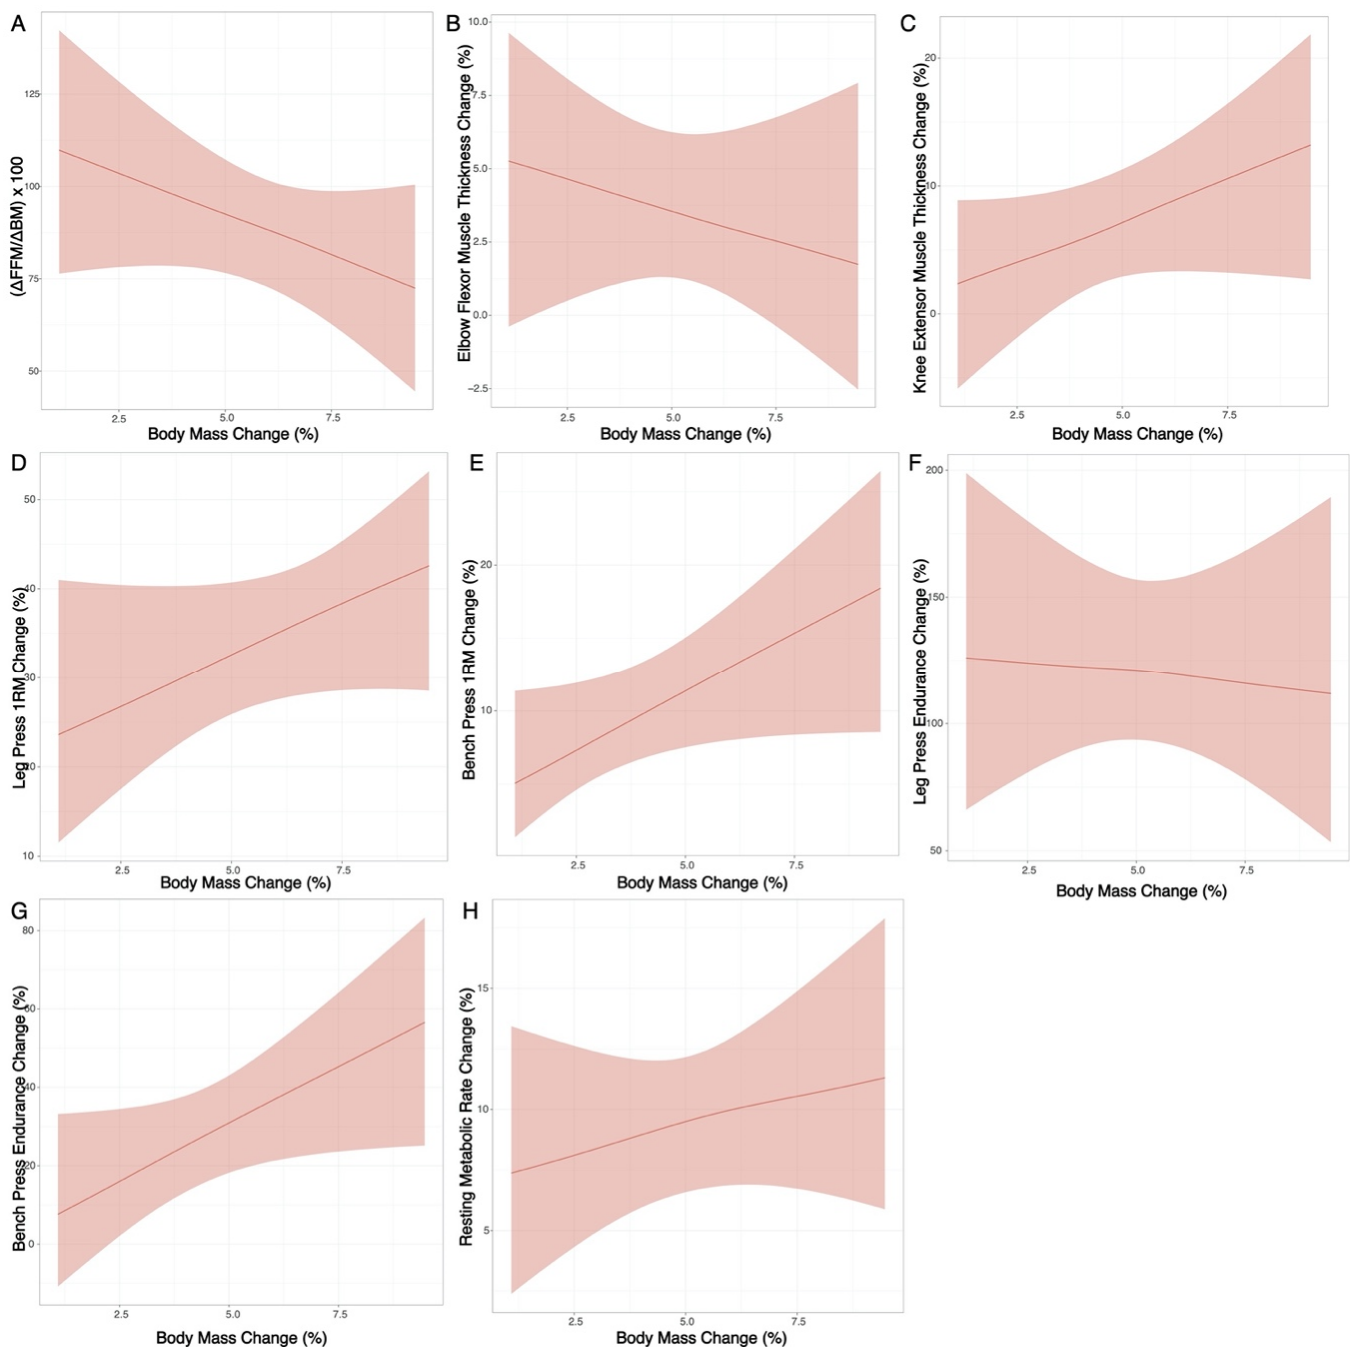 A
(ΔFFM/ΔBM) x 100
125
100
75
50
2.5 5.0 7.5
Body Mass Change (%)
B
Elbow Flexor Muscle Thickness Change (%)
10.0
7.5
5.0
2.5
0.0
−2.5
2.5 5.0 7.5
Body Mass Change (%)
C
Knee Extensor Muscle Thickness Change (%)
20
10
0
2.5 5.0 7.5
Body Mass Change (%)
D
Leg Press 1RM Change (%)
50
40
30
20
10
2.5 5.0 7.5
Body Mass Change (%)
E
Bench Press 1RM Change (%)
20
10
2.5 5.0 7.5
Body Mass Change (%)
F
Leg Press Endurance Change (%)
200
150
100
50
2.5 5.0 7.5
Body Mass Change (%)
G
Bench Press Endurance Change (%)
80
60
40
20
0
2.5 5.0 7.5
Body Mass Change (%)
H
Resting Metabolic Rate Change (%)
15
10
5
2.5 5.0 7.5
Body Mass Change (%)